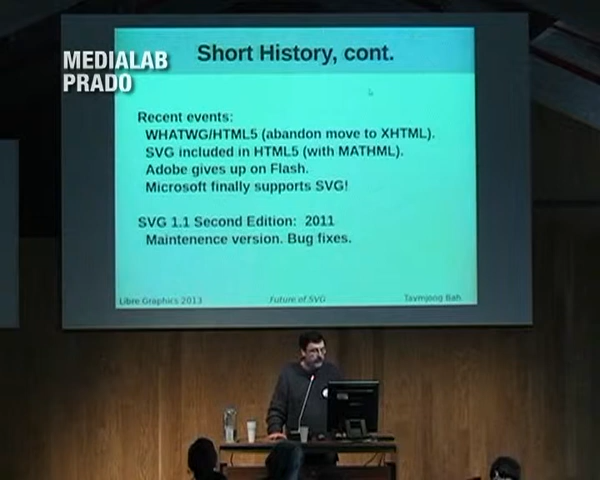 MEDIALAB
PRADO
Short History, cont.
Recent events:
WHATWG/HTML5 (abandon move to XHTML).
SVG included in HTML5 (with MATHML).
Adobe gives up on Flash.
Microsoft finally supports SVG!
SVG 1.1 Second Edition: 2011
Maintenence version. Bug fixes.
Libre Graphics 2013 Future of SVG Tavmjong Bah